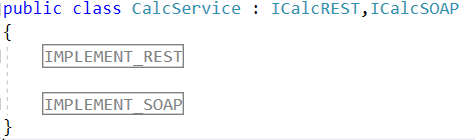 public class CalcService : ICalcREST,ICalcSOAP
{
IMPLEMENT_REST
IMPLEMENT_SOAP
}